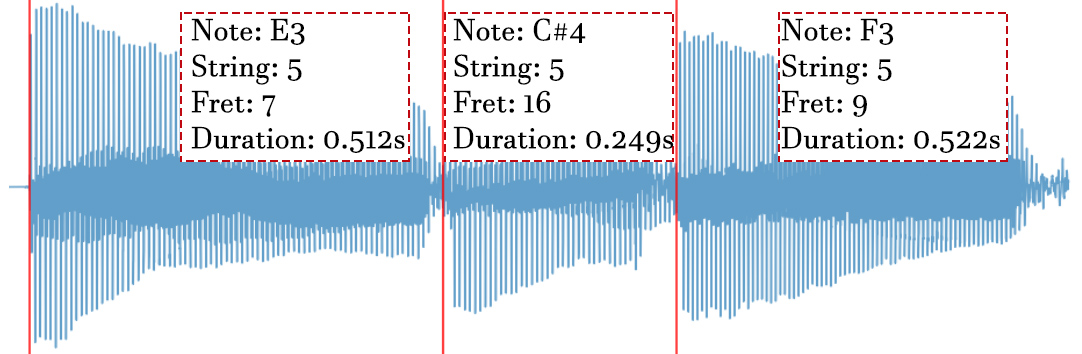 Note: E3
String: 5
Fret: 7
Duration: 0.512s
Note: C#4
String: 5
Fret: 16
Duration: 0.249s
Note: F3
String: 5
Fret: 9
Duration: 0.522s